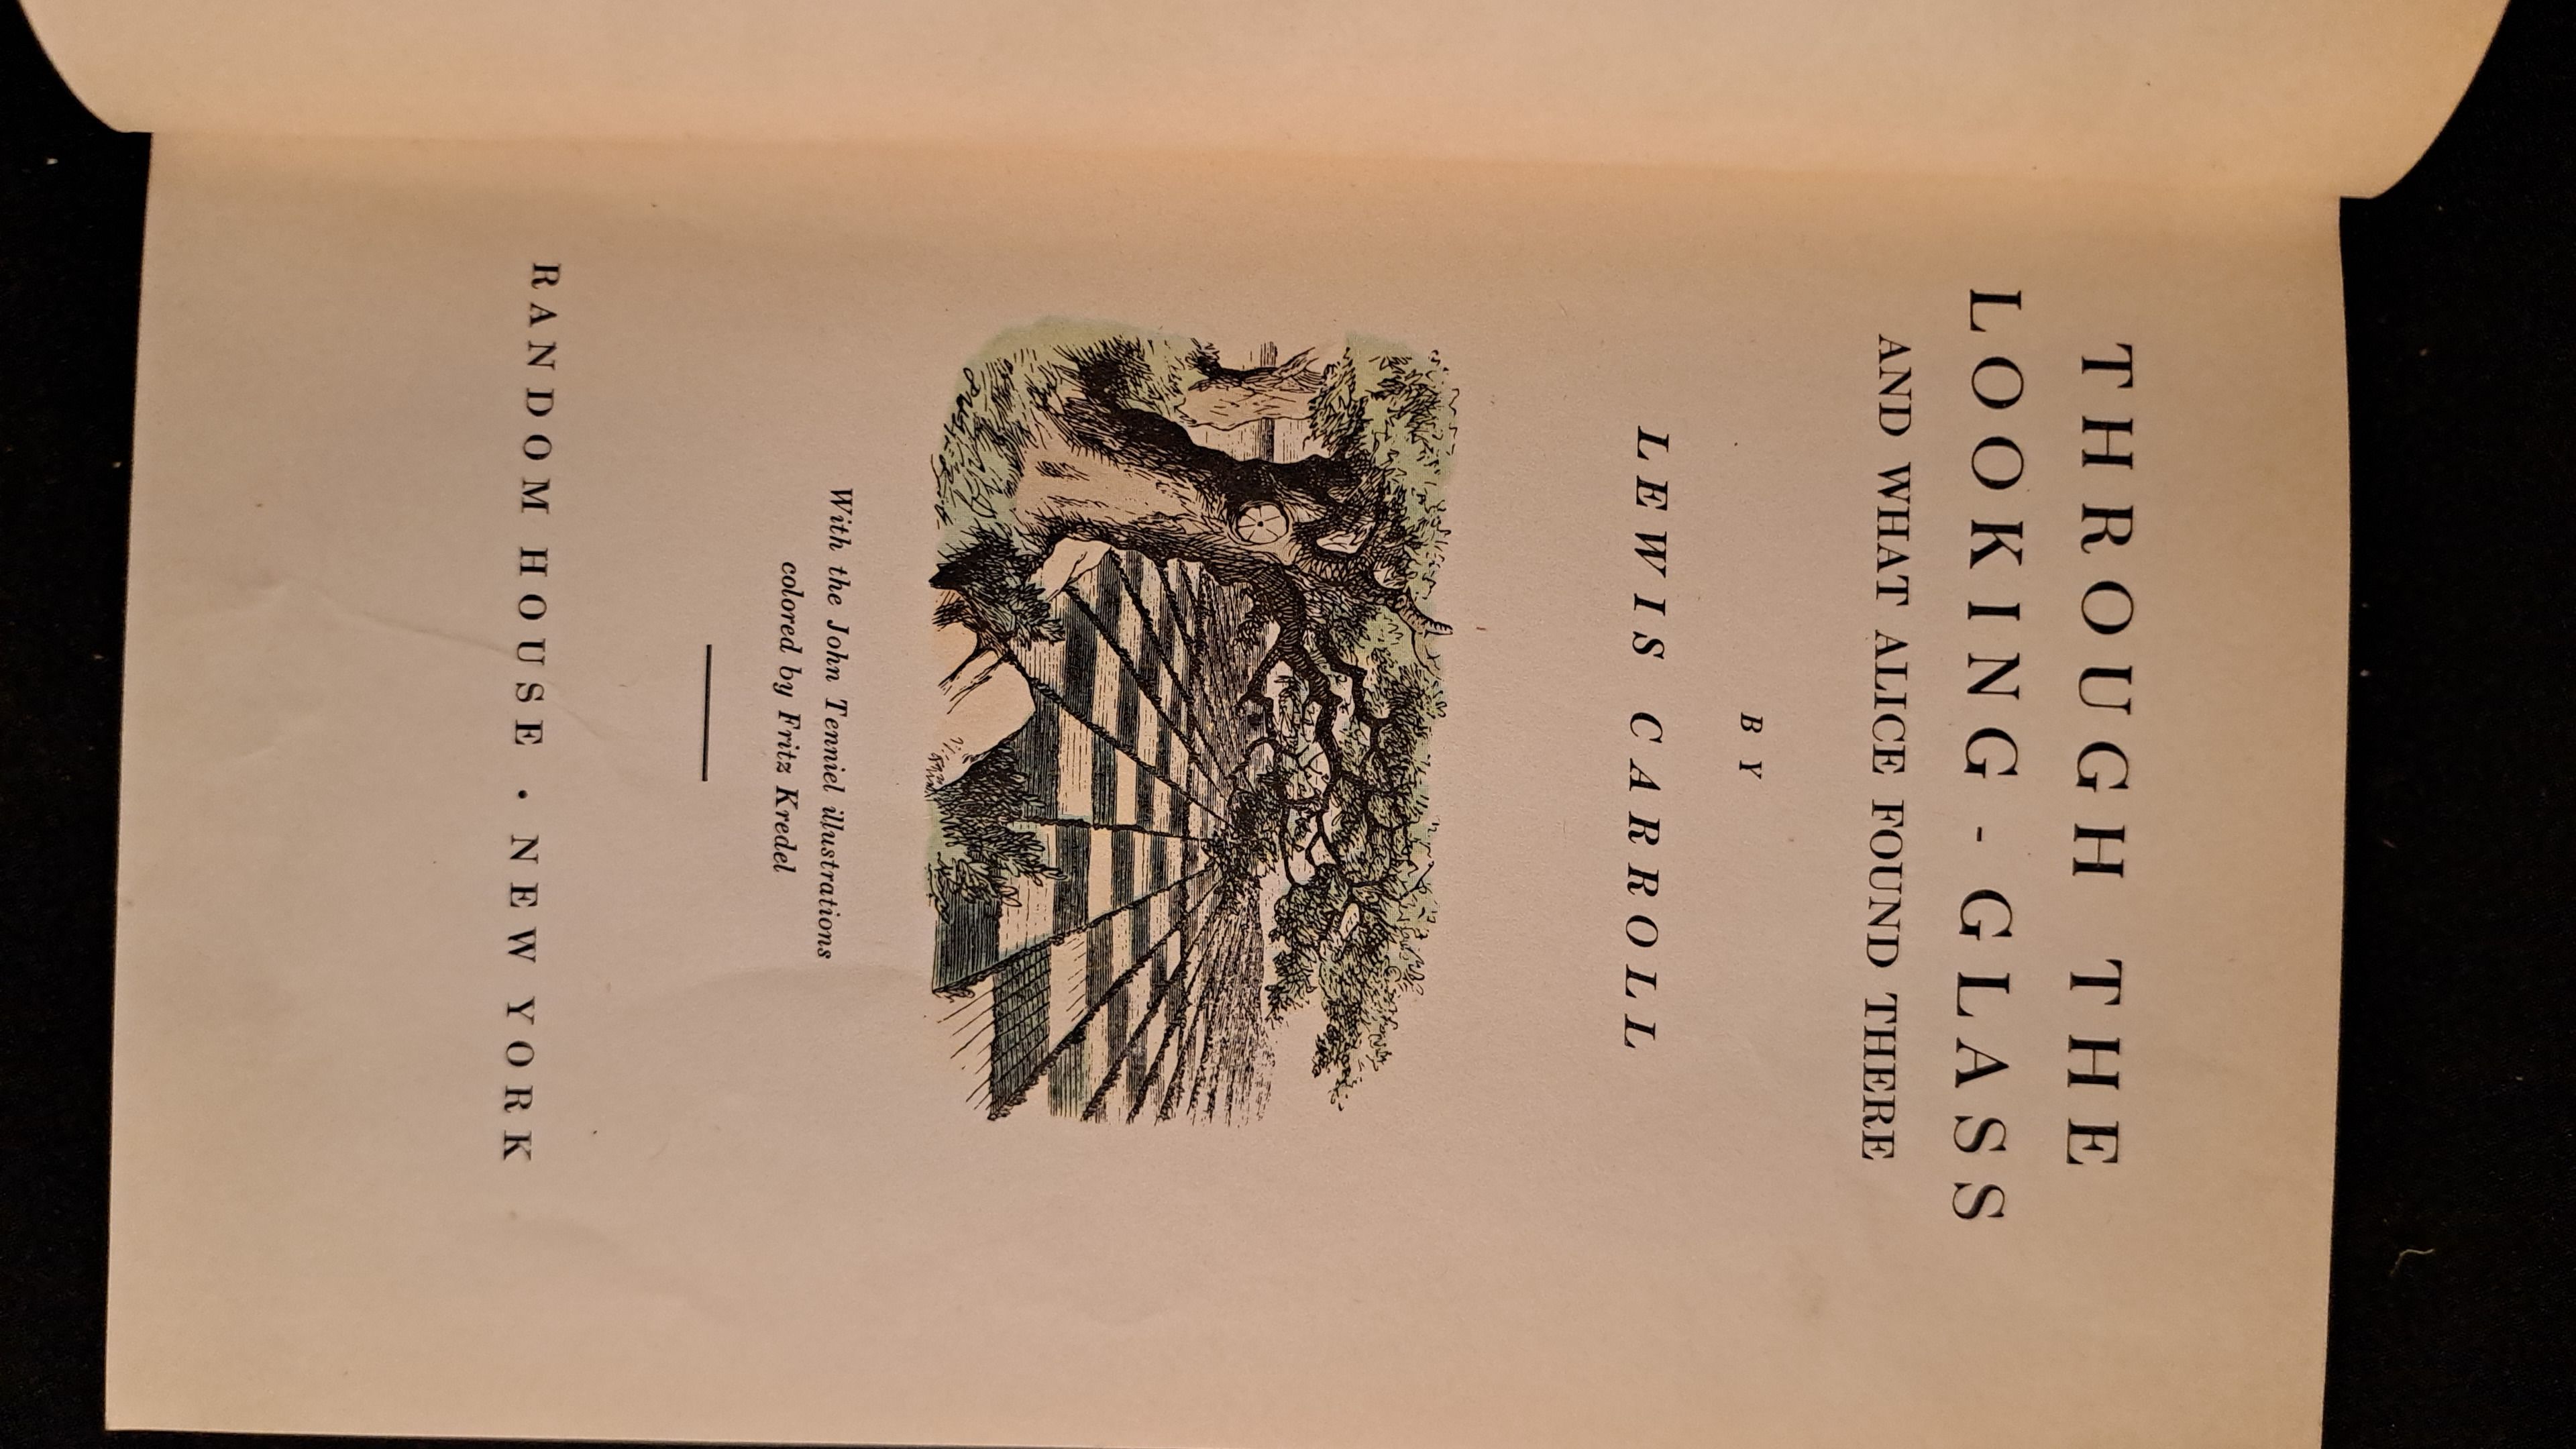 THROUGH THE
LOOKING-GLASS
AND WHAT ALICE FOUND THERE
BY
LEWIS CARROLL
With the John Tenniel illustrations
colored by Fritz Kredel
RANDOM HOUSE · NEW YORK